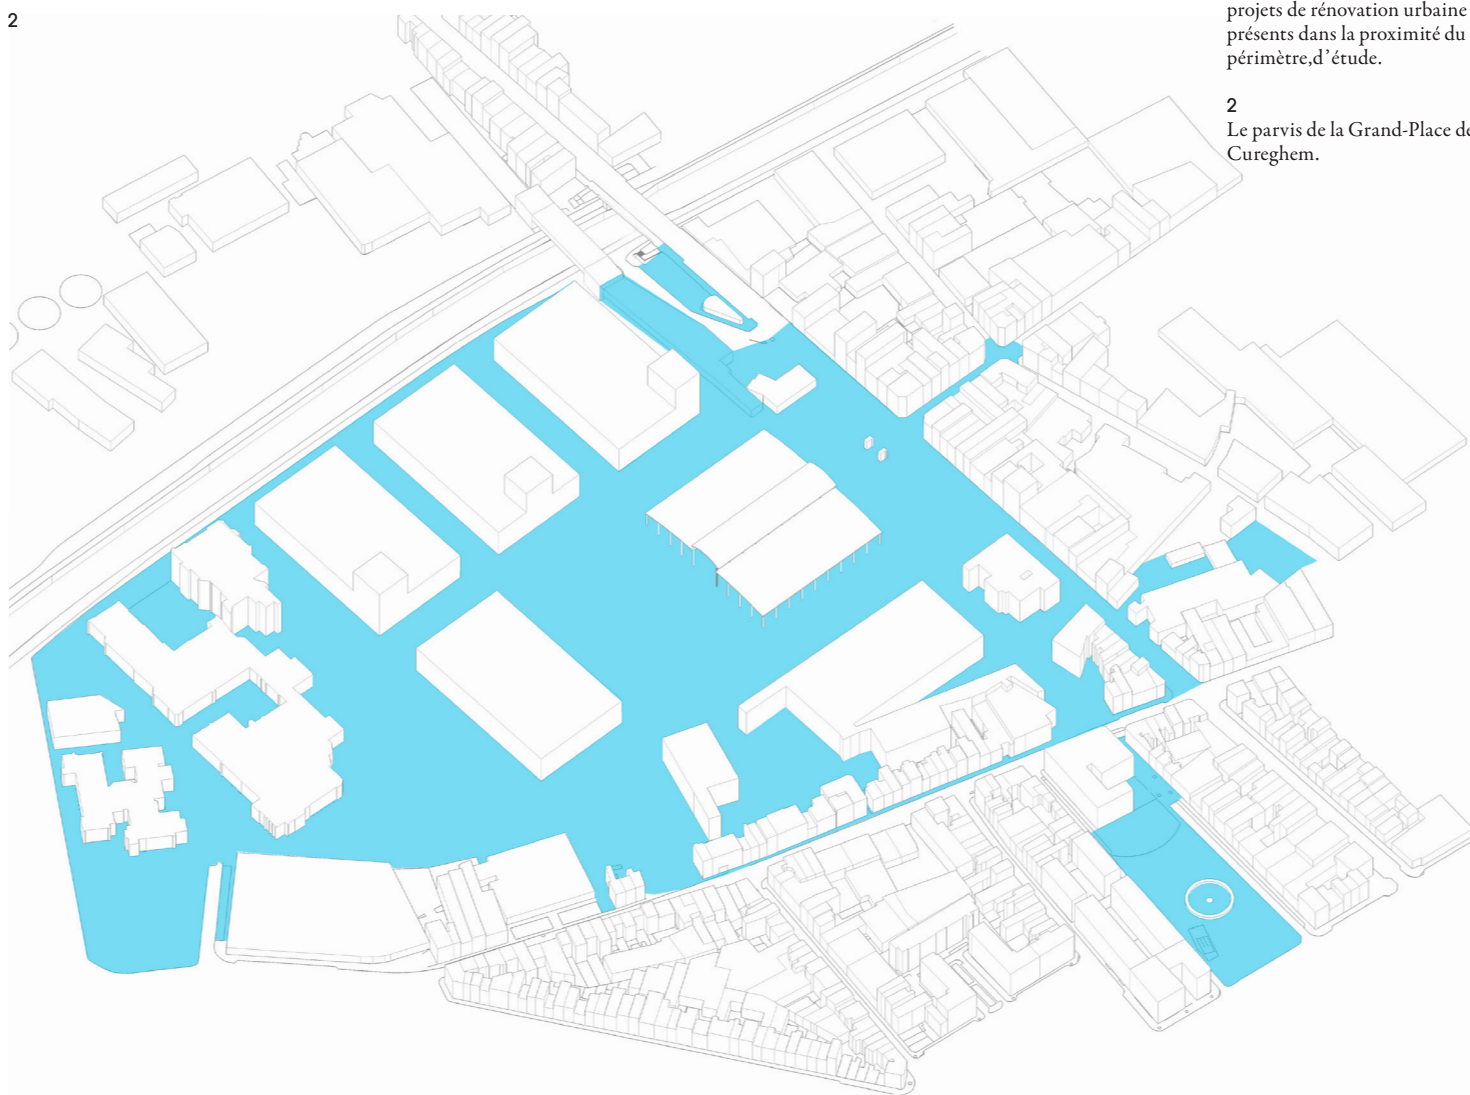 2
projets de rénovation urbaine
présents dans la proximité du
périmètre,d’étude.
2
Le parvis de la Grand-Place de
Cureghem.